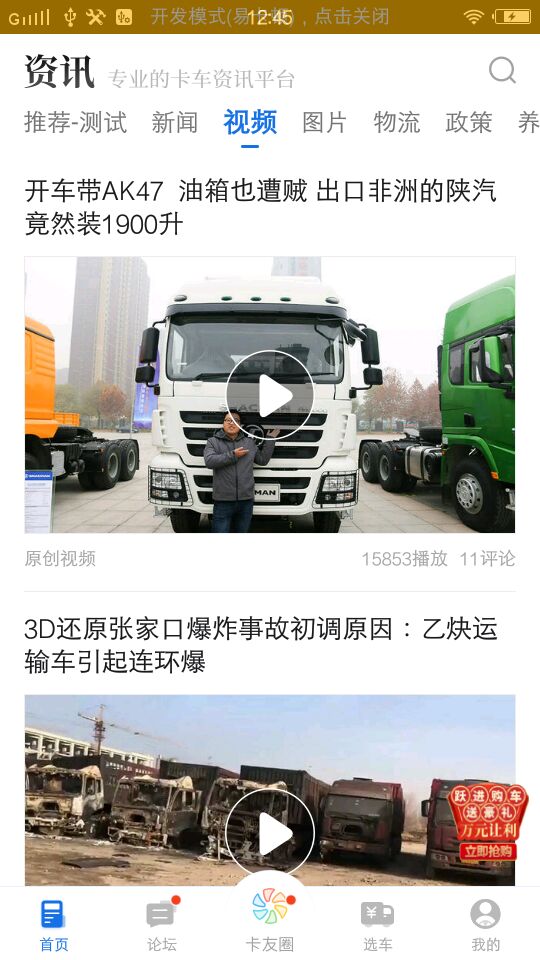 开发模式(易 ，点击关闭
12:45
资讯 专业的卡车资讯平台
推荐-测试 新闻 视频 图片 物流 政策 养
开车带AK47 油箱也遭贼 出口非洲的陕汽
竟然装1900升
原创视频 15853播放 11评论
3D还原张家口爆炸事故初调原因：乙炔运
输车引起连环爆
跃进购车
送豪礼
万元让利
立即抢购
首页 论坛 卡友圈 选车 我的